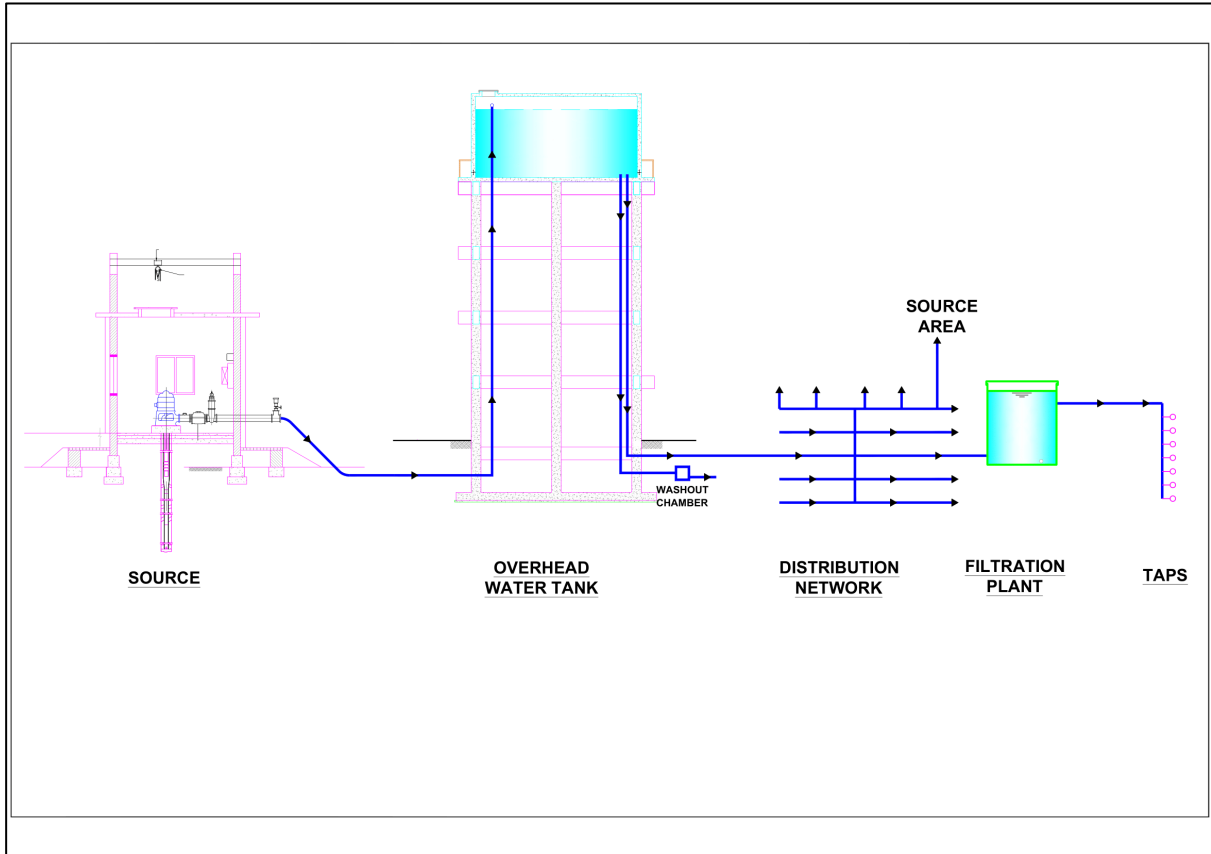 SOURCE
AREA
WASHOUT
CHAMBER
SOURCE
OVERHEAD
WATER TANK
DISTRIBUTION
NETWORK
FILTRATION
PLANT
TAPS